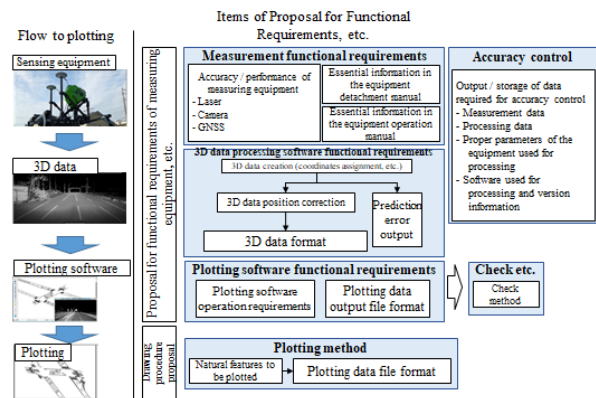 Items of Proposal for Functional
Requirements, etc.
Flow to plotting
Sensing equipment
3D data
Plotting software
Plotting
Proposal for functional requirements of measuring
equipment, etc.
Drawing
procedure
proposal
Measurement functional requirements
Accuracy / performance of
measuring equipment
- Laser
- Camera
- GNSS
Essential information in
the equipment
detachment manual
Essential information in
the equipment operation
manual
3D data processing software functional requirements
3D data creation (coordinates assignment, etc.)
3D data position correction
Prediction
error
output
3D data format
Plotting software functional requirements
Plotting software
operation requirements
Plotting data
output file format
Plotting method
Natural features to
be plotted
Plotting data file format
Accuracy control
Output / storage of data
required for accuracy control
- Measurement data
- Processing data
- Proper parameters of the
equipment used for
processing
- Software used for
processing and version
information
Check etc.
Check
method